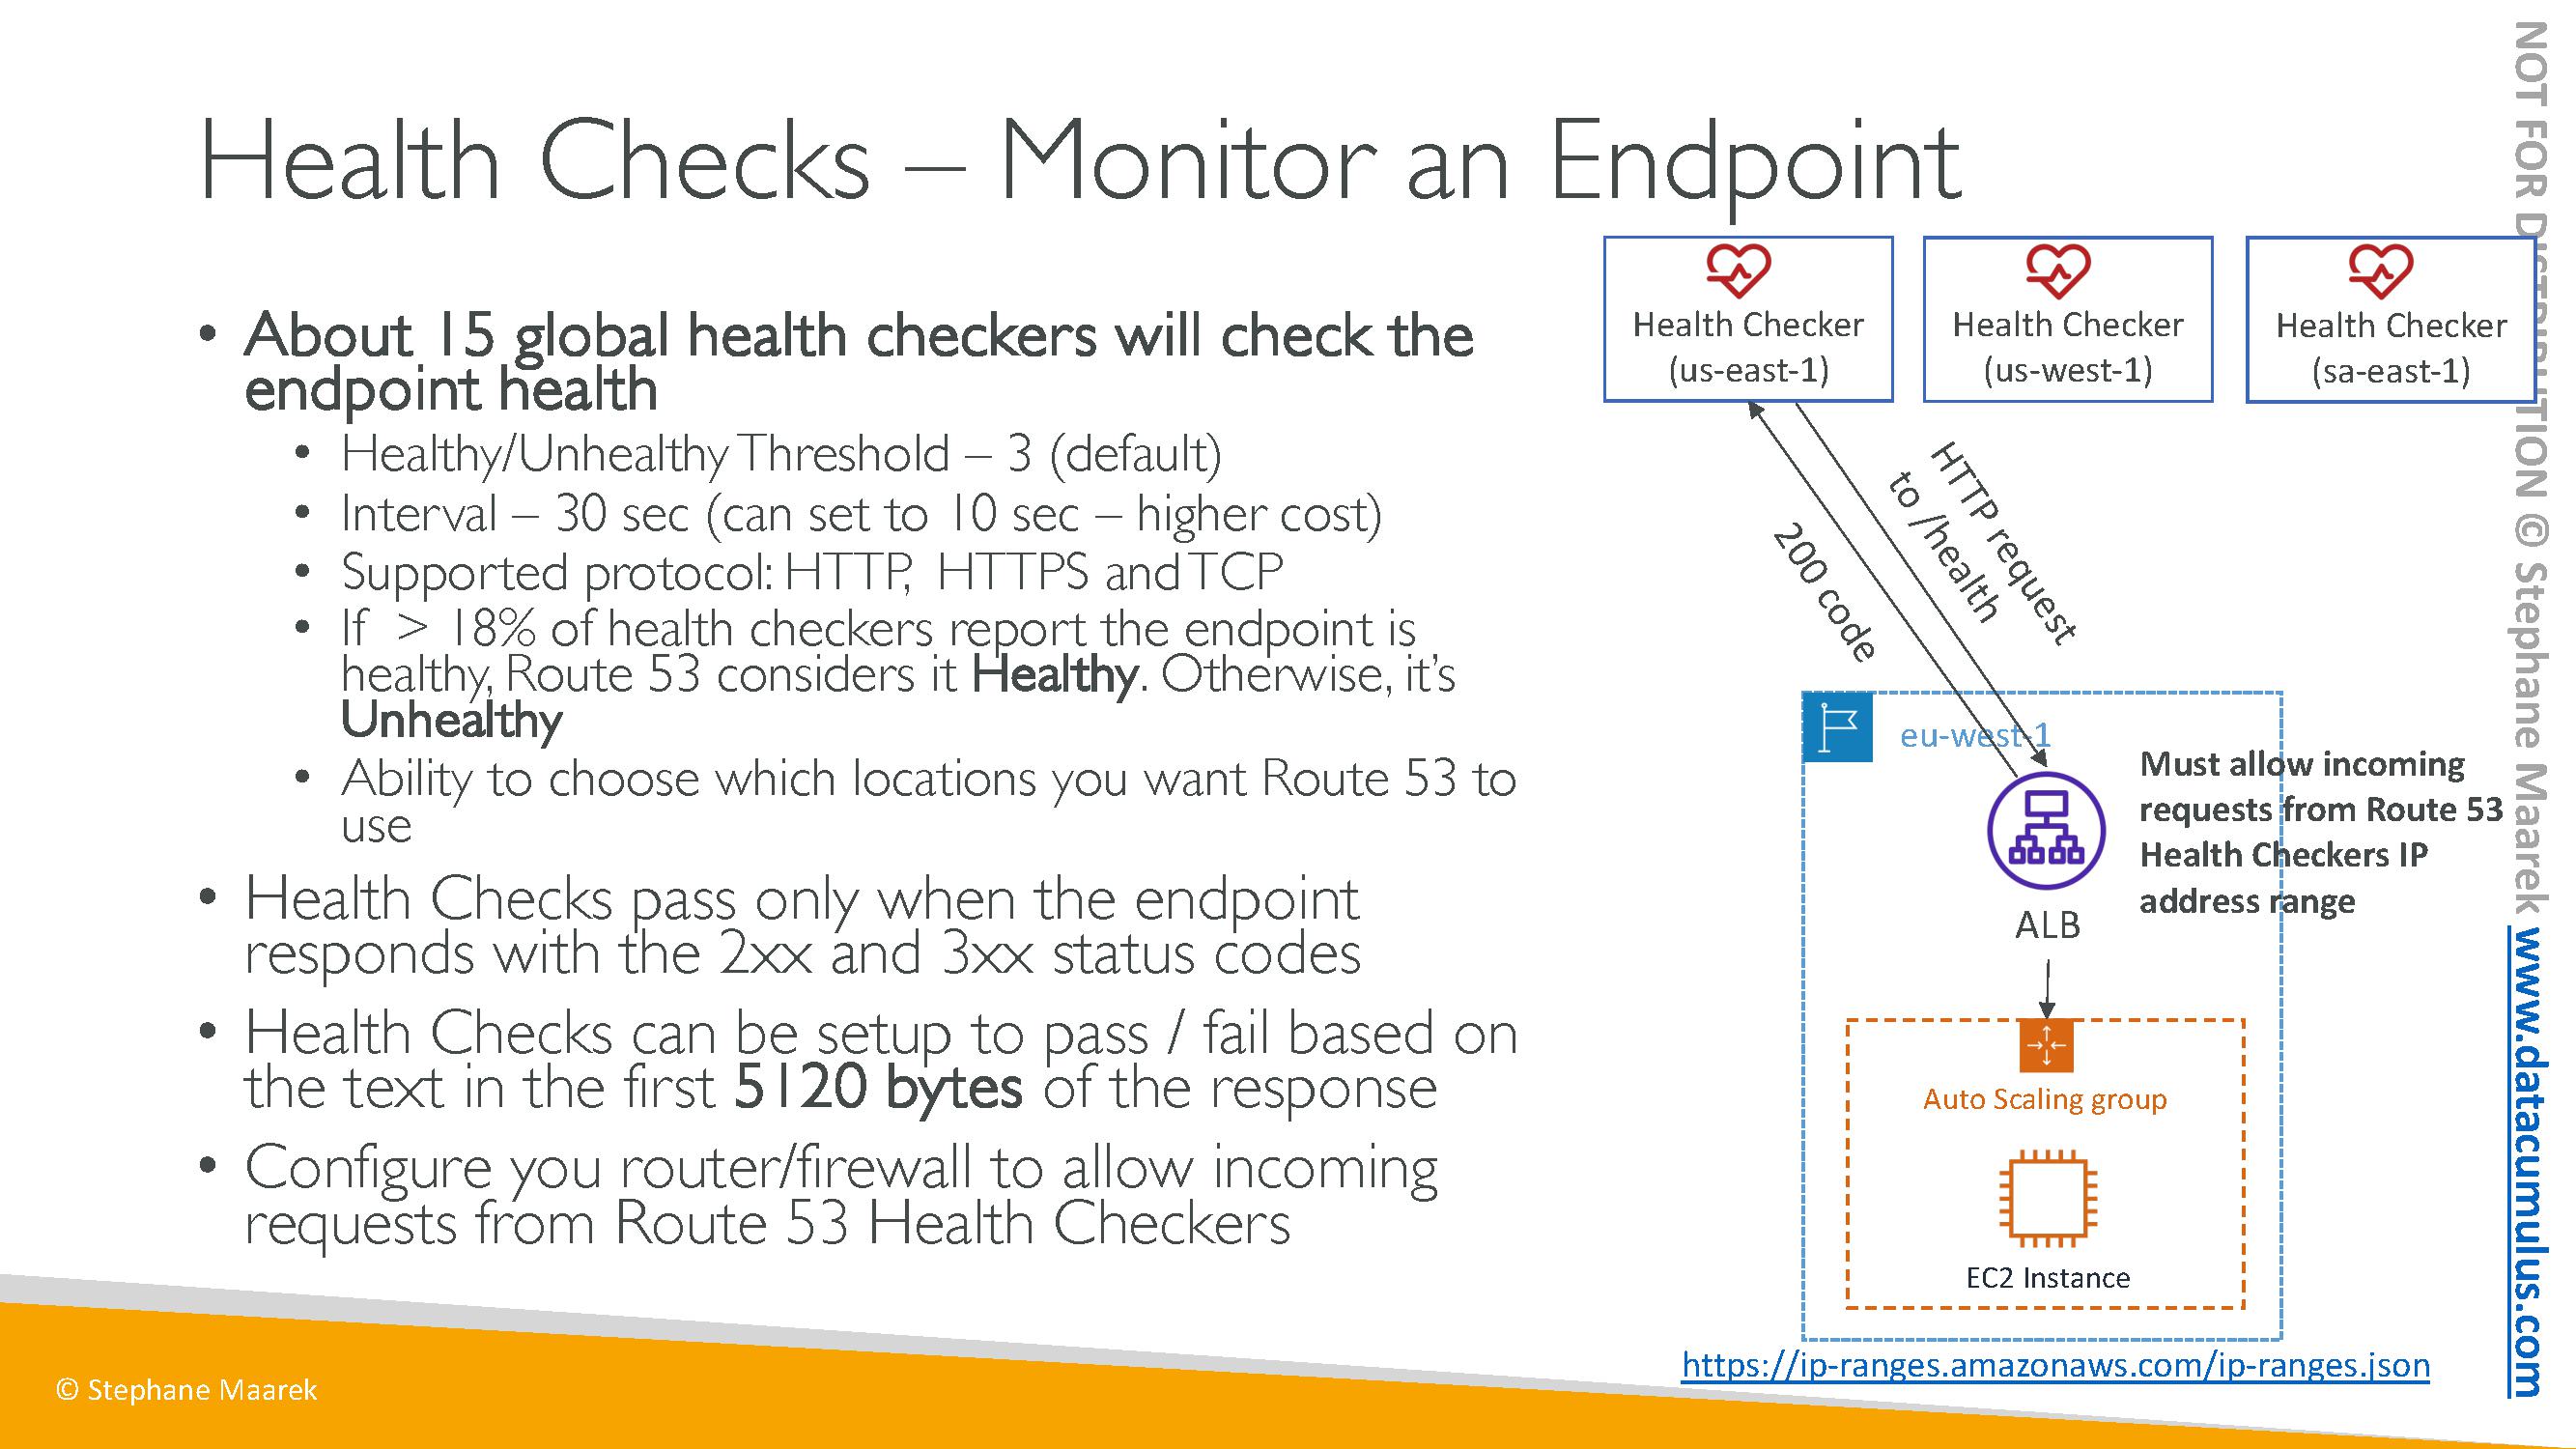 Health Checks – Monitor an Endpoint
• About 15 global health checkers will check the
endpoint health
• Healthy/Unhealthy Threshold – 3 (default)
• Interval – 30 sec (can set to 10 sec – higher cost)
• Supported protocol: HTTP, HTTPS and TCP
• If > 18% of health checkers report the endpoint is
healthy, Route 53 considers it Healthy. Otherwise, it's
Unhealthy
• Ability to choose which locations you want Route 53 to
use
• Health Checks pass only when the endpoint
responds with the 2xx and 3xx status codes
• Health Checks can be setup to pass / fail based on
the text in the first 5120 bytes of the response
• Configure you router/firewall to allow incoming
requests from Route 53 Health Checkers
Health Checker
(us-east-1)
Health Checker
(us-west-1)
Health Checker
(sa-east-1)
HTTP request
to /health
200 code
eu-west-1
Must allow incoming
requests from Route 53
Health Checkers IP
address range
ALB
Auto Scaling group
EC2 Instance
https://ip-ranges.amazonaws.com/ip-ranges.json
© Stephane Maarek
NOT FOR DISTRIBUTION © Stephane Maarek www.datacumulus.com